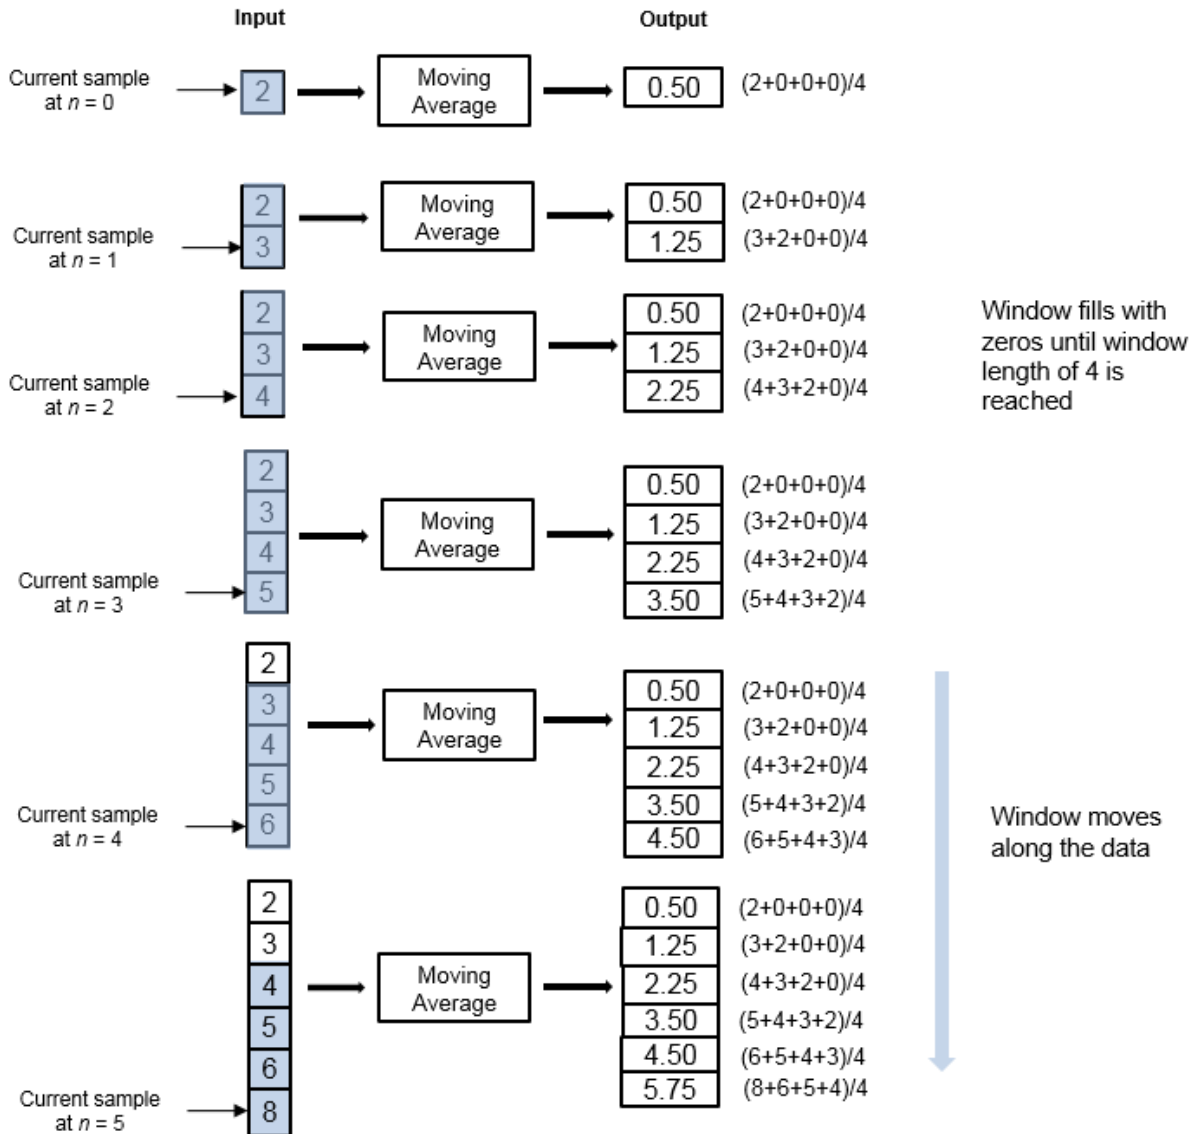 Input
Output
Current sample
at n = 0
2
Moving
Average
0.50
(2+0+0+0)/4
Current sample
at n = 1
2
3
Moving
Average
0.50
(2+0+0+0)/4
1.25
(3+2+0+0)/4
Current sample
at n = 2
2
3
4
Moving
Average
0.50
(2+0+0+0)/4
1.25
(3+2+0+0)/4
2.25
(4+3+2+0)/4
Window fills with
zeros until window
length of 4 is
reached
Current sample
at n = 3
2
3
4
5
Moving
Average
0.50
(2+0+0+0)/4
1.25
(3+2+0+0)/4
2.25
(4+3+2+0)/4
3.50
(5+4+3+2)/4
Current sample
at n = 4
2
3
4
5
6
Moving
Average
0.50
(2+0+0+0)/4
1.25
(3+2+0+0)/4
2.25
(4+3+2+0)/4
3.50
(5+4+3+2)/4
4.50
(6+5+4+3)/4
Window moves
along the data
Current sample
at n = 5
2
3
4
5
6
8
Moving
Average
0.50
(2+0+0+0)/4
1.25
(3+2+0+0)/4
2.25
(4+3+2+0)/4
3.50
(5+4+3+2)/4
4.50
(6+5+4+3)/4
5.75
(8+6+5+4)/4